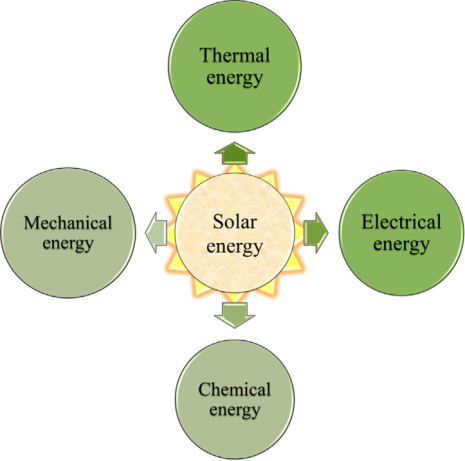 Thermal
energy
Mechanical
energy
Solar
energy
Electrical
energy
Chemical
energy